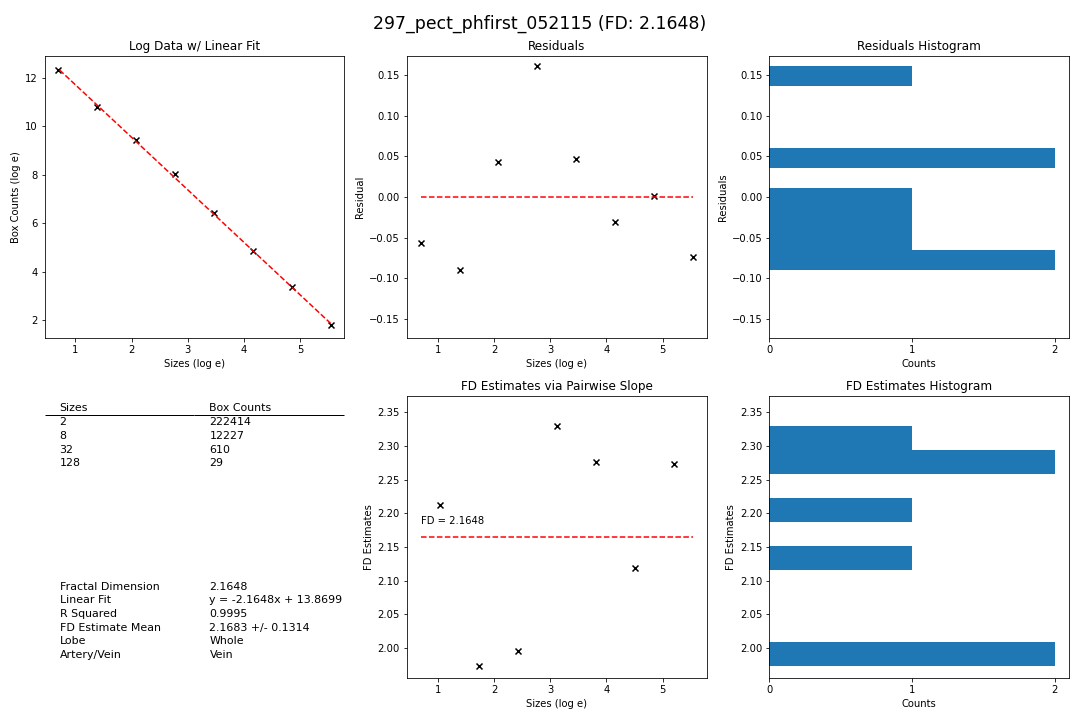 297_pect_phfirst_052115 (FD: 2.1648)
Log Data w/ Linear Fit
Box Counts (log e)
12
10
8
6
4
2
1 2 3 4 5
Sizes (log e)
Residuals
Residual
0.15
0.10
0.05
0.00
−0.05
−0.10
−0.15
1 2 3 4 5
Sizes (log e)
Residuals Histogram
Residuals
0.15
0.10
0.05
0.00
−0.05
−0.10
−0.15
0 1 2
Counts
Sizes Box Counts
2 222414
8 12227
32 610
128 29
Fractal Dimension 2.1648
Linear Fit y = -2.1648x + 13.8699
R Squared 0.9995
FD Estimate Mean 2.1683 +/- 0.1314
Lobe Whole
Artery/Vein Vein
FD Estimates via Pairwise Slope
FD Estimates
2.35
2.30
2.25
2.20
2.15
2.10
2.05
2.00
FD = 2.1648
1 2 3 4 5
Sizes (log e)
FD Estimates Histogram
FD Estimates
2.35
2.30
2.25
2.20
2.15
2.10
2.05
2.00
0 1 2
Counts